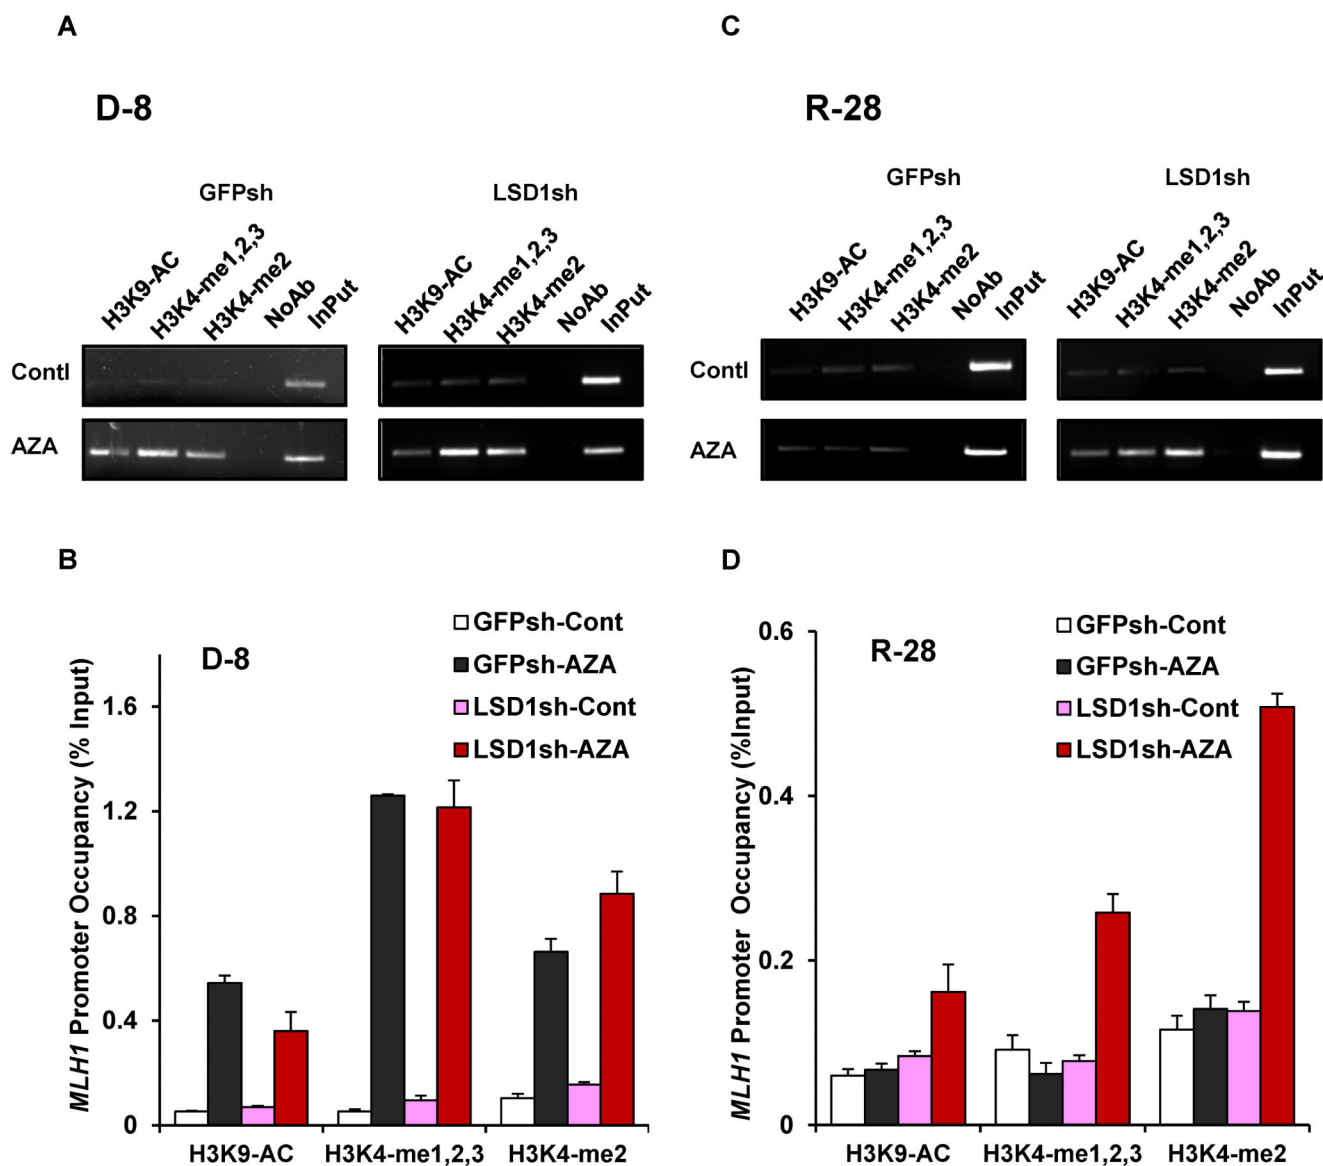 A
D-8
GFPsh
LSD1sh
H3K9-AC
H3K4-me1,2,3
H3K4-me2
NoAb
InPut
H3K9-AC
H3K4-me1,2,3
H3K4-me2
NoAb
InPut
Contl
AZA
C
R-28
GFPsh
LSD1sh
H3K9-AC
H3K4-me1,2,3
H3K4-me2
NoAb
InPut
H3K9-AC
H3K4-me1,2,3
H3K4-me2
NoAb
InPut
Contl
AZA
B
D-8
GFPsh-Cont
GFPsh-AZA
LSD1sh-Cont
LSD1sh-AZA
MLH1 Promoter Occupancy (% Input)
1.6
1.2
0.8
0.4
0
H3K9-AC
H3K4-me1,2,3
H3K4-me2
D
R-28
GFPsh-Cont
GFPsh-AZA
LSD1sh-Cont
LSD1sh-AZA
MLH1 Promoter Occupancy (%Input)
0.6
0.4
0.2
0
H3K9-AC
H3K4-me1,2,3
H3K4-me2